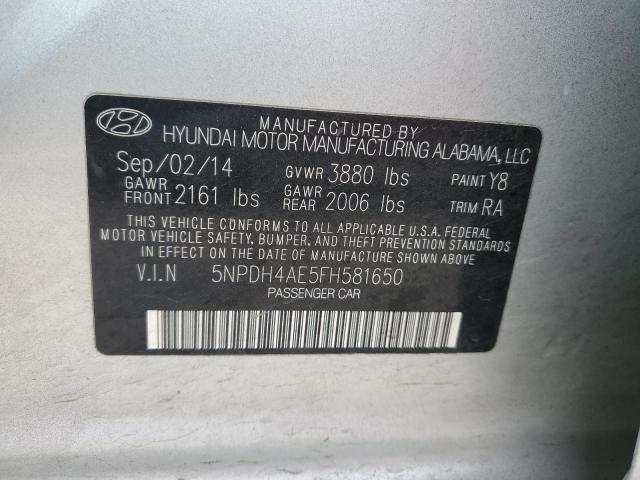 MANUFACTURED BY
HYUNDAI MOTOR MANUFACTURING ALABAMA, LLC
Sep/02/14 GVWR 3880 lbs PAINT Y8
GAWR FRONT 2161 lbs GAWR REAR 2006 lbs TRIM RA
THIS VEHICLE CONFORMS TO ALL APPLICABLE U.S.A. FEDERAL
MOTOR VEHICLE SAFETY, BUMPER, AND THEFT PREVENTION STANDARDS
IN EFFECT ON THE DATE OF MANUFACTURE SHOWN ABOVE.
V.I.N 5NPDH4AE5FH581650
PASSENGER CAR